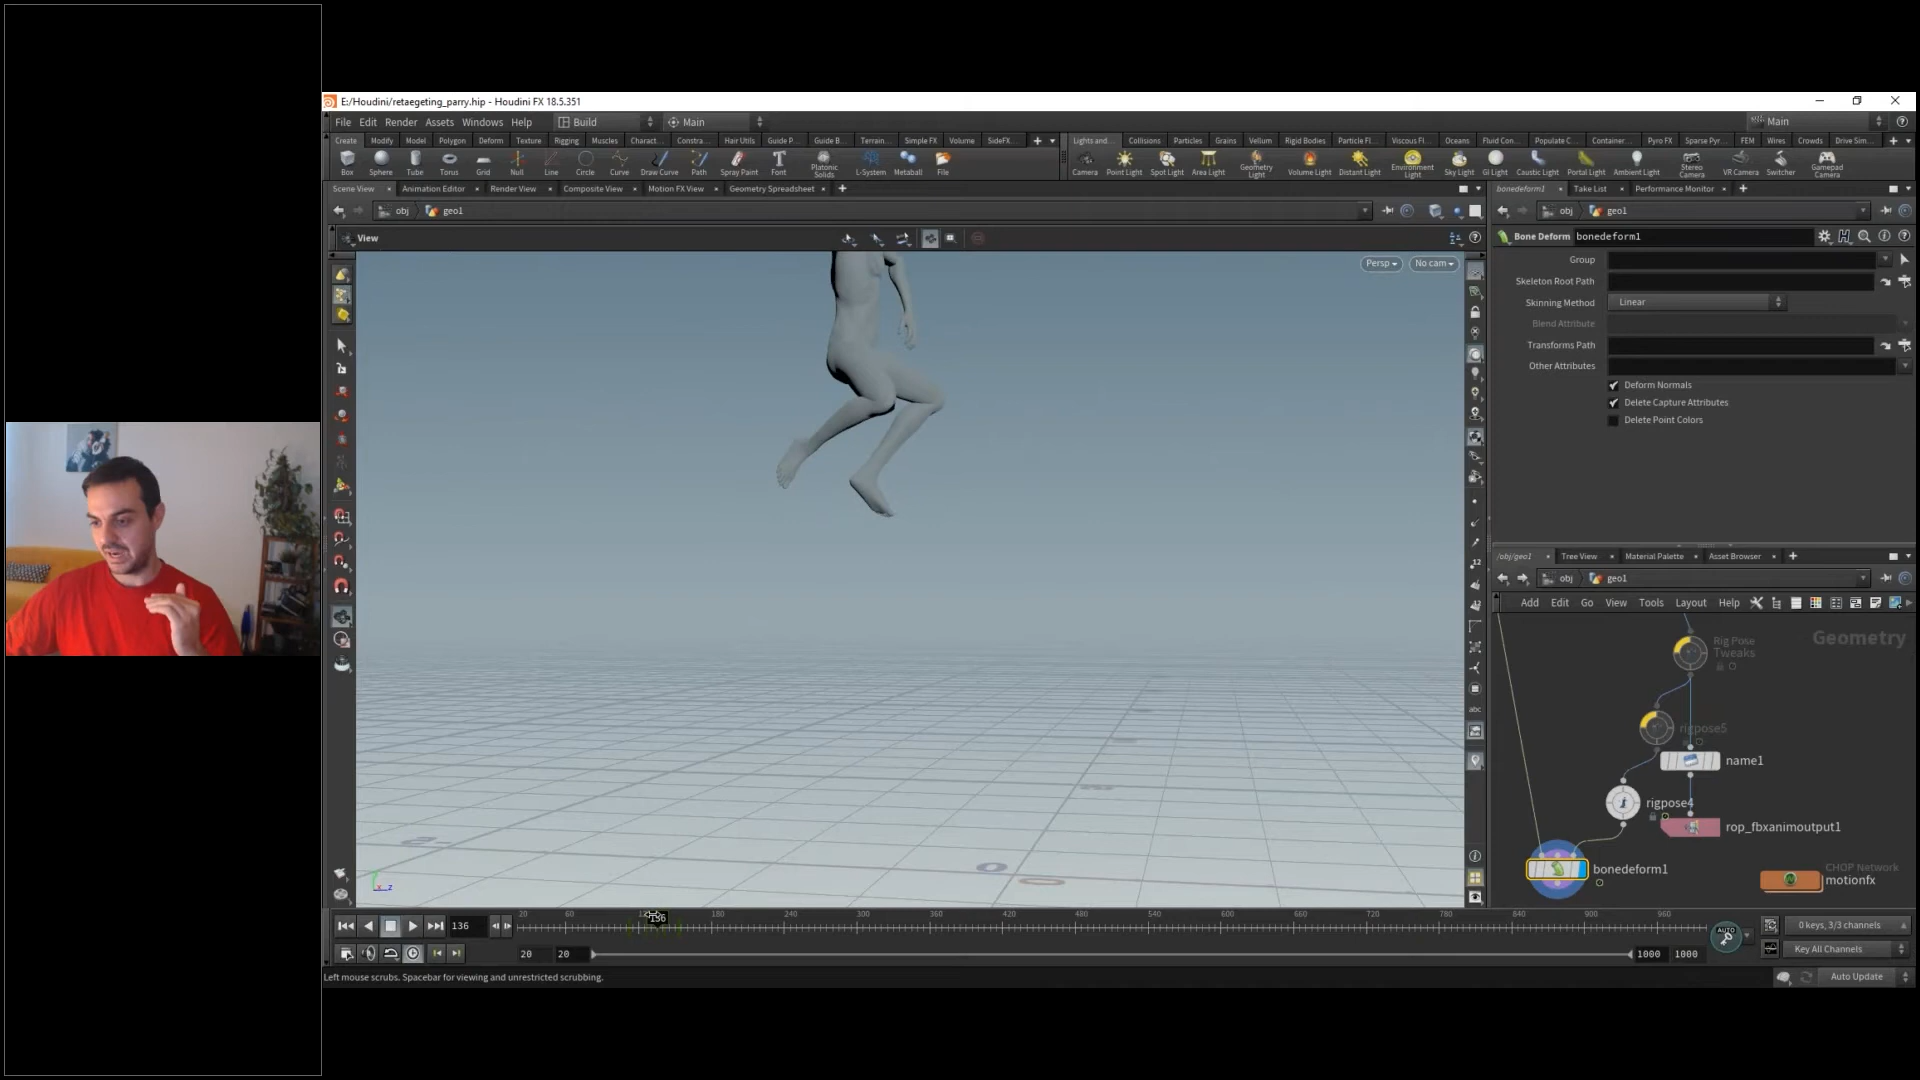 E:/Houdini/retaegeting_parry.hip - Houdini FX 18.5.351
File Edit Render Assets Windows Help Build Main Main
Create Modify Model Polygon Deform Texture Rigging Muscles Charact... Constra... Hair Utils Guide P... Guide B... Terrain... Simple FX Volume SideFX...
Lights and... Collisions Particles Grains Vellum Rigid Bodies Particle Fl... Viscous Fl... Oceans Fluid Con... Populate C... Container... Pyro FX Sparse Pyr... FEM Wires Crowds Drive Sim...
Box Sphere Tube Torus Grid Null Line Circle Curve Draw Curve Path Spray Paint Font Platonic Solids L-System Metaball File
Camera Point Light Spot Light Area Light Geometry Light Volume Light Distant Light Environment Light Sky Light GI Light Caustic Light Portal Light Ambient Light Stereo Camera VR Camera Switcher Gamepad Camera
Scene View Animation Editor Render View Composite View Motion FX View Geometry Spreadsheet
bonedeform1 Take List Performance Monitor
obj geo1
obj geo1
View
Persp No cam
Bone Deform bonedeform1
Group
Skeleton Root Path
Skinning Method Linear
Blend Attribute
Transforms Path
Other Attributes
Deform Normals
Delete Capture Attributes
Delete Point Colors
/obj/geo1 Tree View Material Palette Asset Browser
obj geo1
Add Edit Go View Tools Layout Help
Geometry
Rig Pose
Tweaks
rigpose5
name1
rigpose4
rop_fbxanimoutput1
bonedeform1
CHOP Network
motionfx
abc
20 60 136 180 240 300 360 420 480 540 600 660 720 780 840 900 960
136
AUTO
0 keys, 3/3 channels
20 20 1000 1000
Key All Channels
Left mouse scrubs. Spacebar for viewing and unrestricted scrubbing.
Auto Update